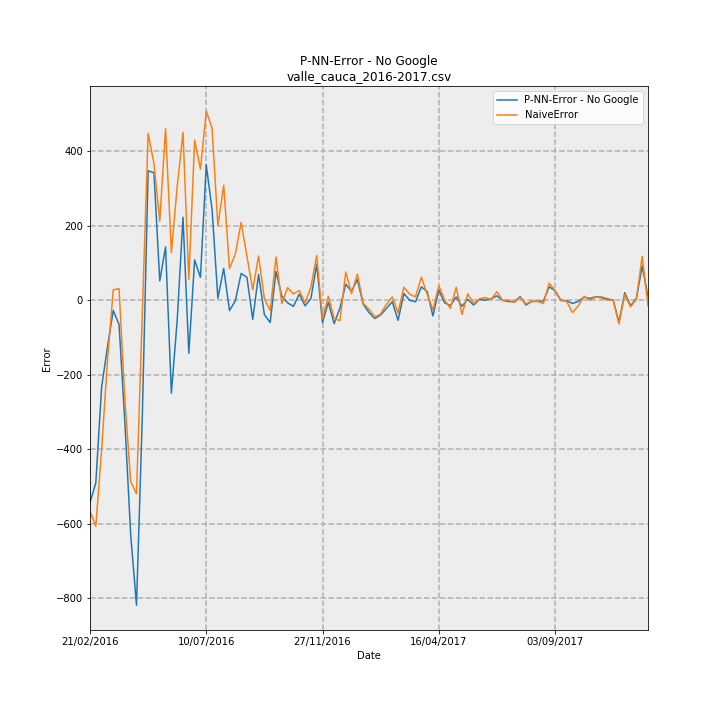 P-NN-Error - No Google
valle_cauca_2016-2017.csv
P-NN-Error - No Google
NaiveError
400
200
0
−200
−400
−600
−800
Error
21/02/2016 10/07/2016 27/11/2016 16/04/2017 03/09/2017
Date